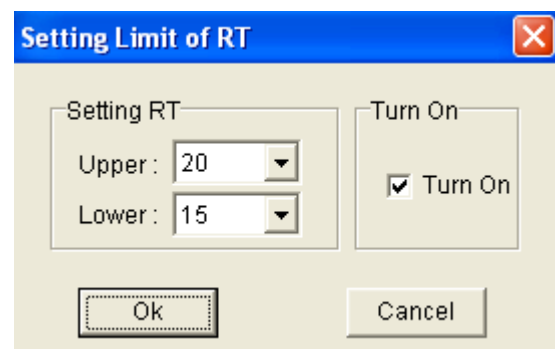 Setting Limit of RT
Setting RT
Upper : 20
Lower : 15
Turn On
Turn On
Ok
Cancel